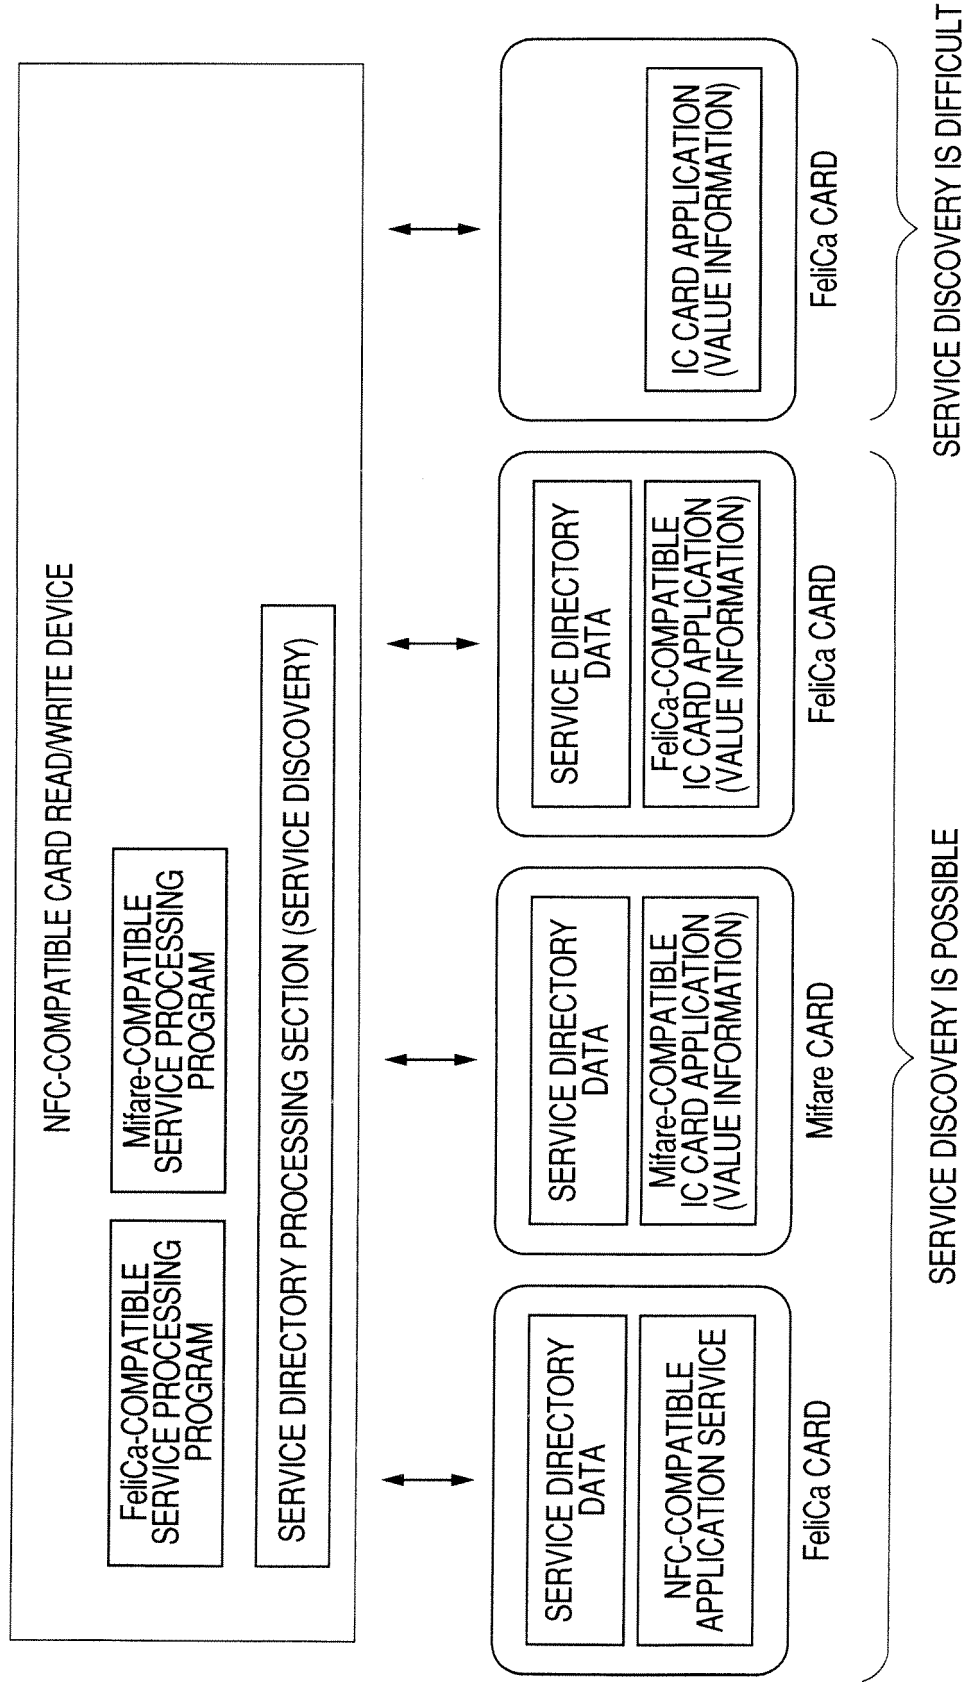 NFC-COMPATIBLE CARD READ/WRITE DEVICE
FeliCa-COMPATIBLE
SERVICE PROCESSING
PROGRAM
Mifare-COMPATIBLE
SERVICE PROCESSING
PROGRAM
SERVICE DIRECTORY PROCESSING SECTION (SERVICE DISCOVERY)
SERVICE DIRECTORY
DATA
NFC-COMPATIBLE
APPLICATION SERVICE
FeliCa CARD
SERVICE DIRECTORY
DATA
Mifare-COMPATIBLE
IC CARD APPLICATION
(VALUE INFORMATION)
Mifare CARD
SERVICE DIRECTORY
DATA
FeliCa-COMPATIBLE
IC CARD APPLICATION
(VALUE INFORMATION)
FeliCa CARD
IC CARD APPLICATION
(VALUE INFORMATION)
FeliCa CARD
SERVICE DISCOVERY IS POSSIBLE
SERVICE DISCOVERY IS DIFFICULT